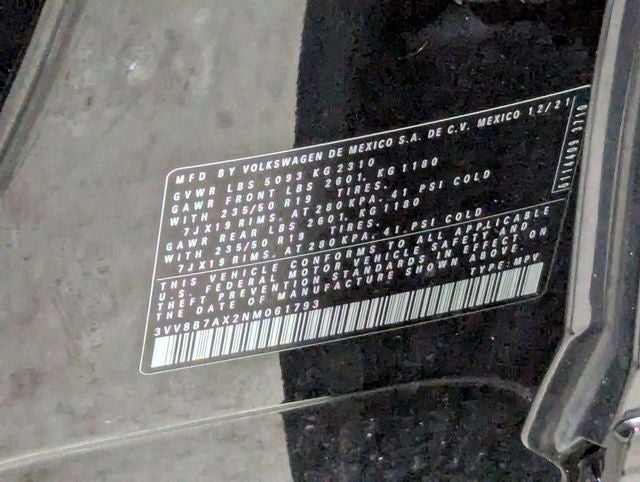 MFD BY VOLKSWAGEN DE MEXICO S.A. DE C.V. MEXICO 12/21
GVWR LBS 5093 KG 2310
GAWR FRONT LBS 2601. KG 1180
WITH 235/50 R19 TIRES.
7JX19 RIMS. AT 280 KPA. 41. PSI COLD
GAWR REAR LBS 2601. KG 1180
WITH 235/50 R19 TIRES.
7JX19 RIMS. AT 280 KPA. 41. PSI COLD
THIS VEHICLE CONFORMS TO ALL APPLICABLE
U.S. FEDERAL MOTOR VEHICLE SAFETY AND
THEFT PREVENTION STANDARDS IN EFFECT ON
THE DATE OF MANUFACTURE SHOWN ABOVE.
3VV8B7AX2NM061793 TYPE: MPV